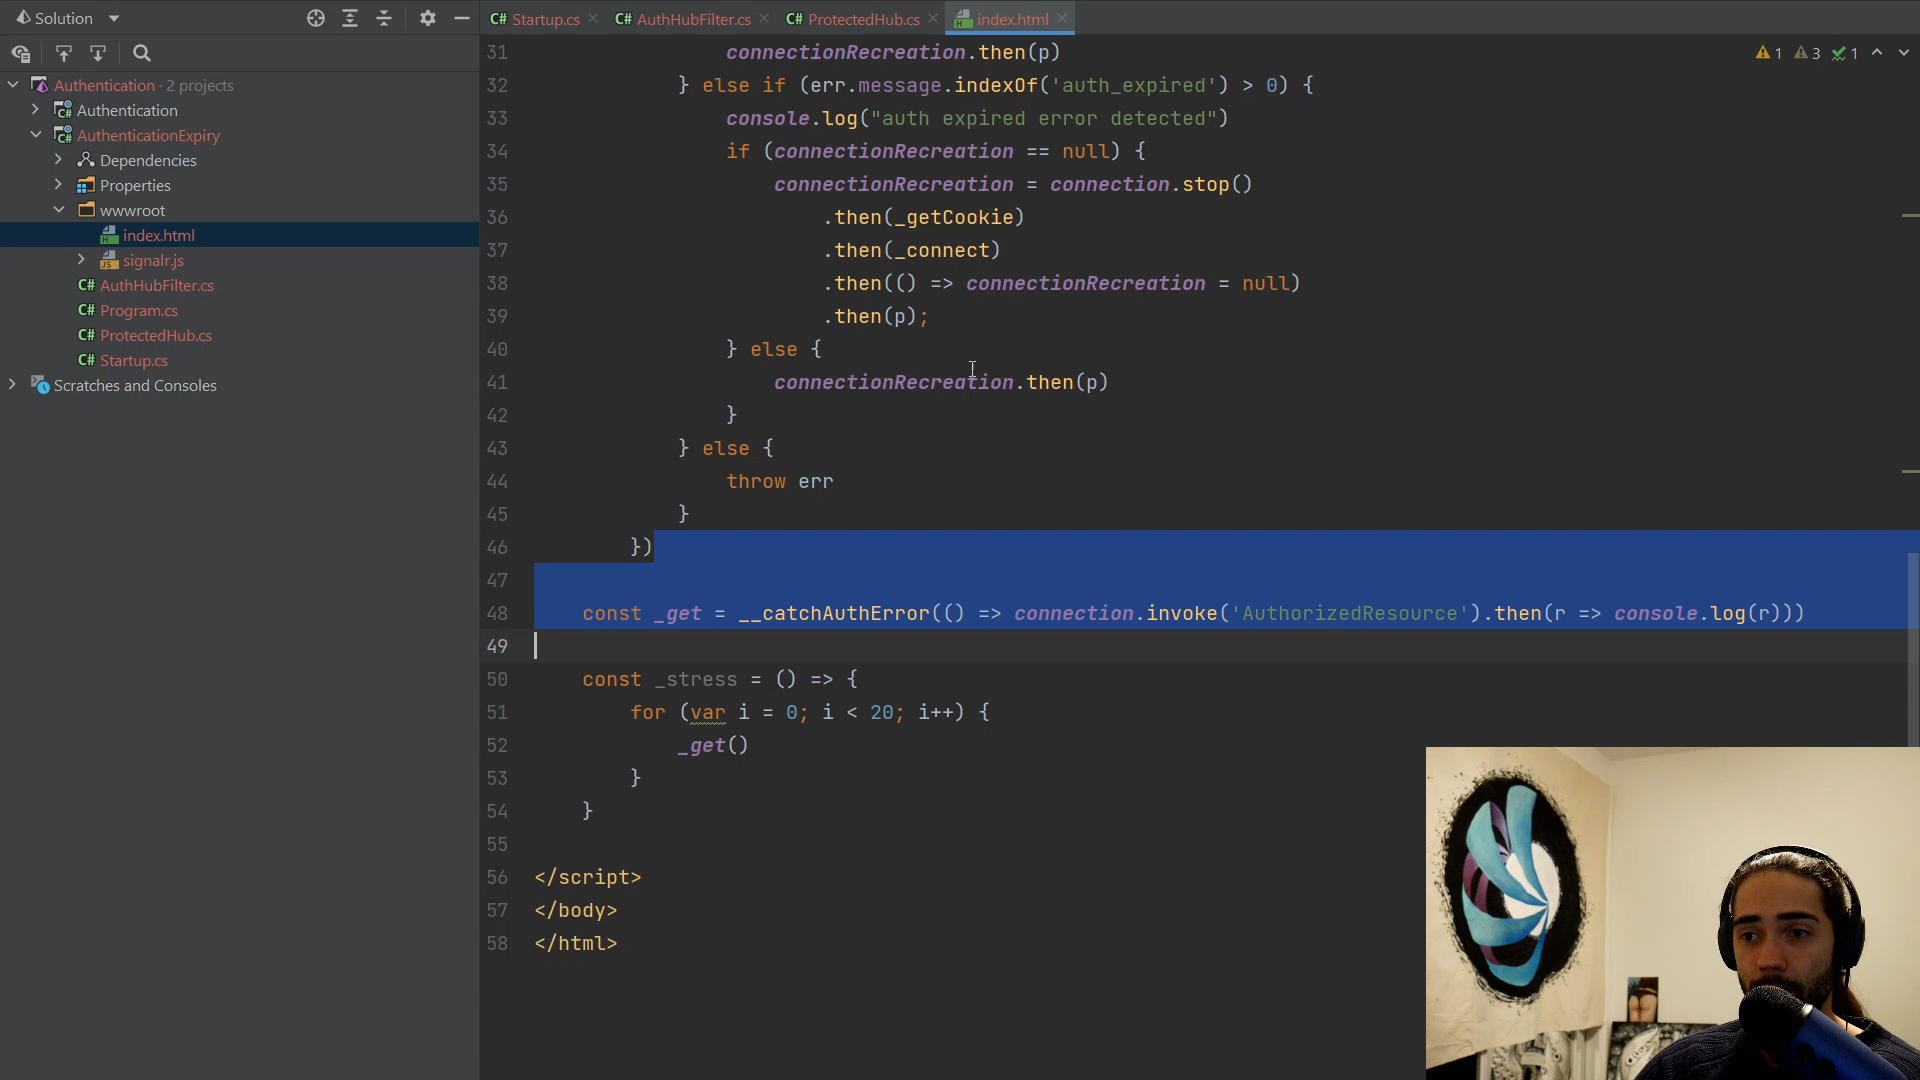 Solution
Startup.cs
AuthHubFilter.cs
ProtectedHub.cs
index.html
1 3 1
Authentication · 2 projects
Authentication
AuthenticationExpiry
Dependencies
Properties
wwwroot
index.html
signalr.js
C# AuthHubFilter.cs
C# Program.cs
C# ProtectedHub.cs
C# Startup.cs
Scratches and Consoles
31 connectionRecreation.then(p)
32 } else if (err.message.indexOf('auth_expired') > 0) {
33 console.log("auth expired error detected")
34 if (connectionRecreation == null) {
35 connectionRecreation = connection.stop()
36 .then(_getCookie)
37 .then(_connect)
38 .then(() => connectionRecreation = null)
39 .then(p);
40 } else {
41 connectionRecreation.then(p)
42 }
43 } else {
44 throw err
45 }
46 })
47
48 const _get = __catchAuthError(() => connection.invoke('AuthorizedResource').then(r => console.log(r)))
49
50 const _stress = () => {
51 for (var i = 0; i < 20; i++) {
52 _get()
53 }
54 }
55
56 </script>
57 </body>
58 </html>